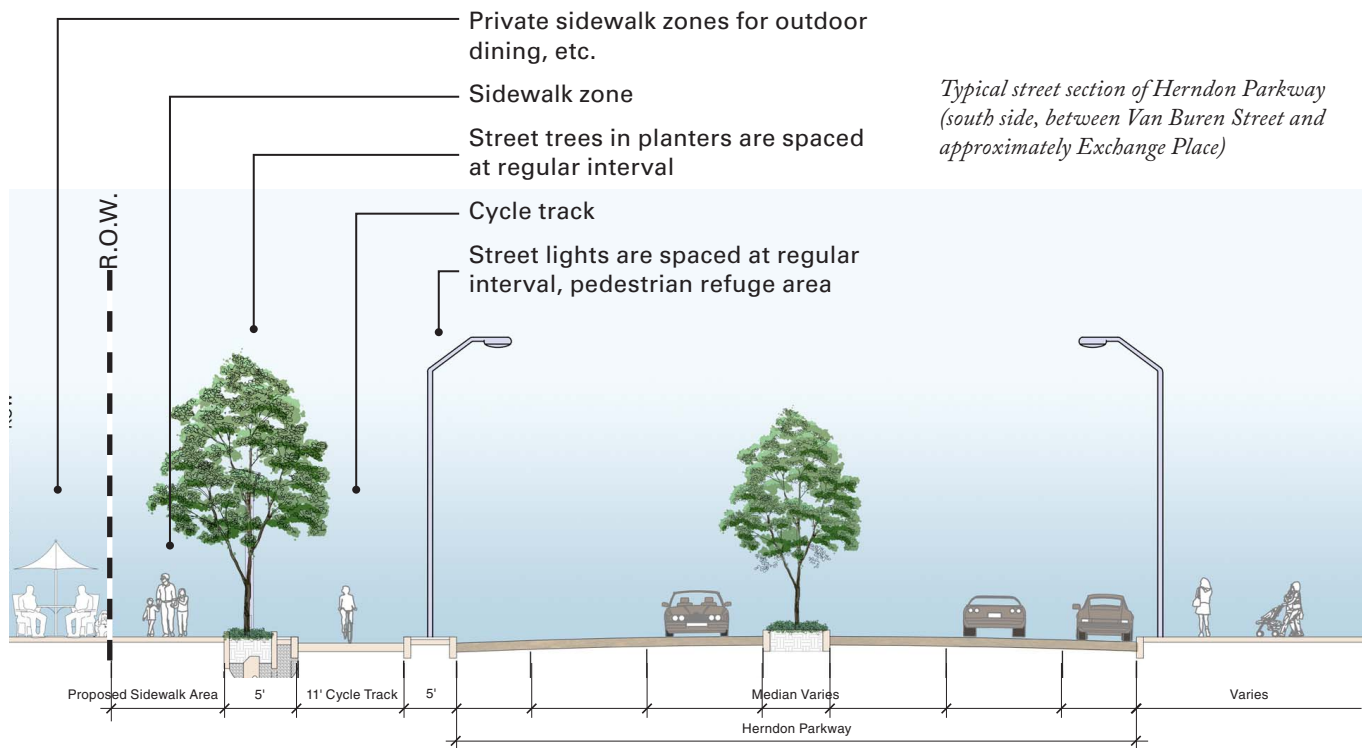 Private sidewalk zones for outdoor
dining, etc.
Sidewalk zone
Street trees in planters are spaced
at regular interval
Cycle track
Street lights are spaced at regular
interval, pedestrian refuge area
Typical street section of Herndon Parkway
(south side, between Van Buren Street and
approximately Exchange Place)
R.O.W.
Proposed Sidewalk Area
5'
11' Cycle Track
5'
Median Varies
Varies
Herndon Parkway